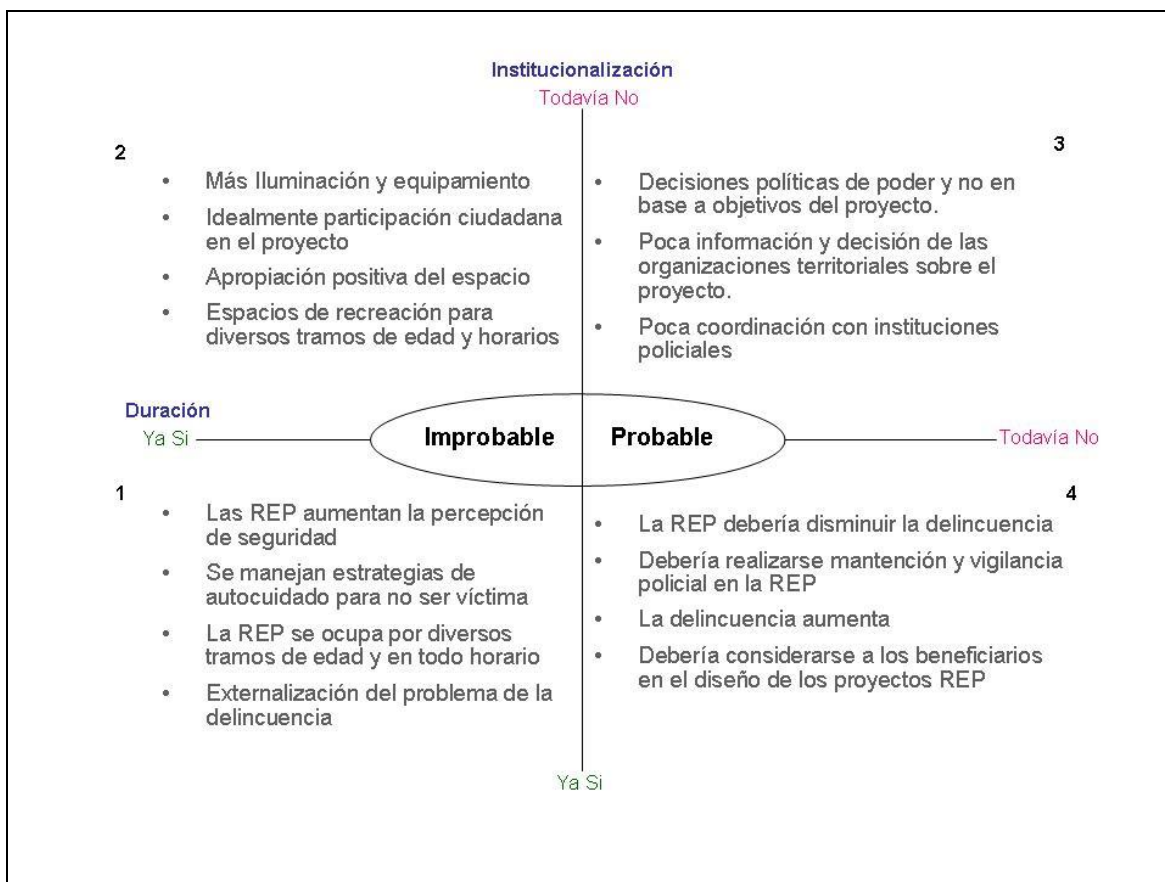 Institucionalización
Todavía No
2
• Más Iluminación y equipamiento
• Idealmente participación ciudadana
en el proyecto
• Apropiación positiva del espacio
• Espacios de recreación para
diversos tramos de edad y horarios
3
• Decisiones políticas de poder y no en
base a objetivos del proyecto.
• Poca información y decisión de las
organizaciones territoriales sobre el
proyecto.
• Poca coordinación con instituciones
policiales
Duración
Ya Si
Improbable
Probable
Todavía No
1
• Las REP aumentan la percepción
de seguridad
• Se manejan estrategias de
autocuidado para no ser víctima
• La REP se ocupa por diversos
tramos de edad y en todo horario
• Externalización del problema de la
delincuencia
4
• La REP debería disminuir la delincuencia
• Debería realizarse mantención y vigilancia
policial en la REP
• La delincuencia aumenta
• Debería considerarse a los beneficiarios
en el diseño de los proyectos REP
Ya Si